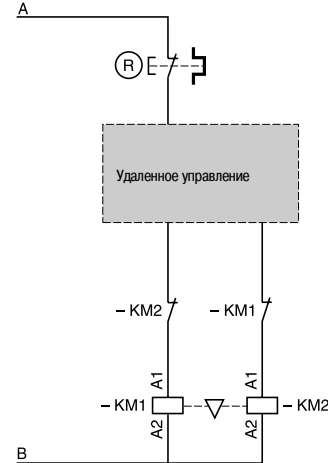 A
R
Удаленное управление
– KM2
– KM1
A1
A1
– KM1
– KM2
A2
A2
B